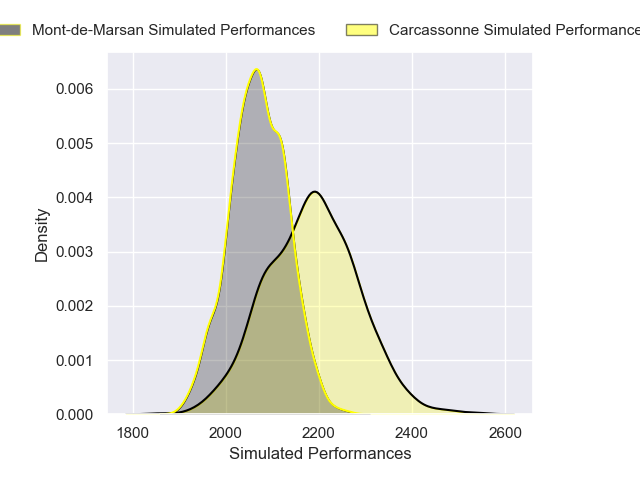 Mont-de-Marsan Simulated Performances
Carcassonne Simulated Performance
0.006
0.005
0.004
0.003
0.002
0.001
0.000
Density
1800 2000 2200 2400 2600
Simulated Performances